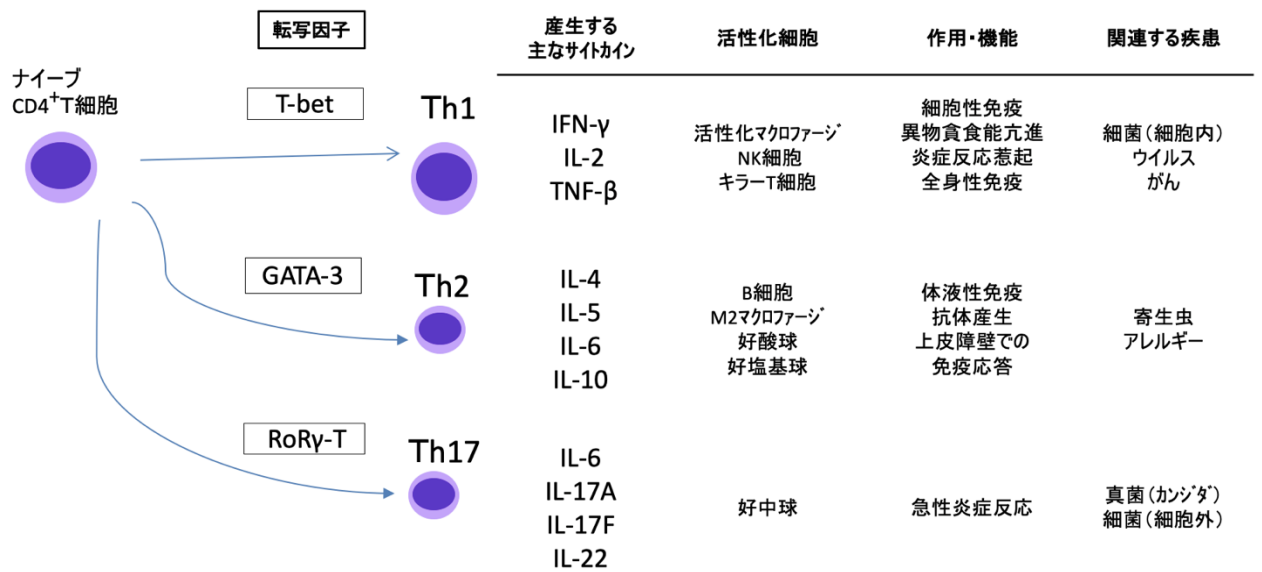 転写因子
産生する
主なサイトカイン
活性化細胞
作用・機能
関連する疾患
ナイーブ
CD4+T細胞
T-bet
Th1
IFN-γ
IL-2
TNF-β
活性化マクロファージ
NK細胞
キラーT細胞
細胞性免疫
異物貪食能亢進
炎症反応惹起
全身性免疫
細菌(細胞内)
ウイルス
がん
GATA-3
Th2
IL-4
IL-5
IL-6
IL-10
B細胞
M2マクロファージ
好酸球
好塩基球
体液性免疫
抗体産生
上皮障壁での
免疫応答
寄生虫
アレルギー
RoRγ-T
Th17
IL-6
IL-17A
IL-17F
IL-22
好中球
急性炎症反応
真菌(カンジダ)
細菌(細胞外)